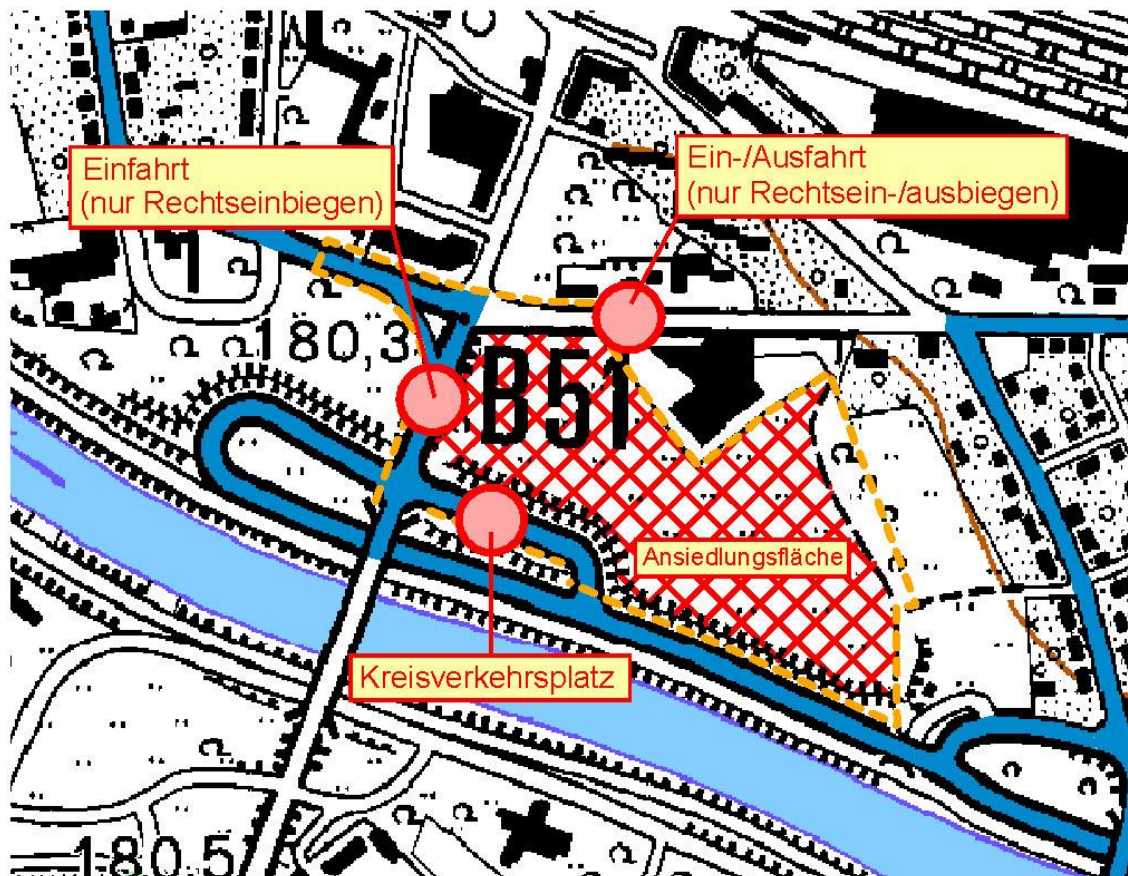 Einfahrt
(nur Rechtseinbiegen)
Ein-/Ausfahrt
(nur Rechtsein-/ausbiegen)
180,3
B51
Ansiedlungsfläche
Kreisverkehrsplatz
180,5